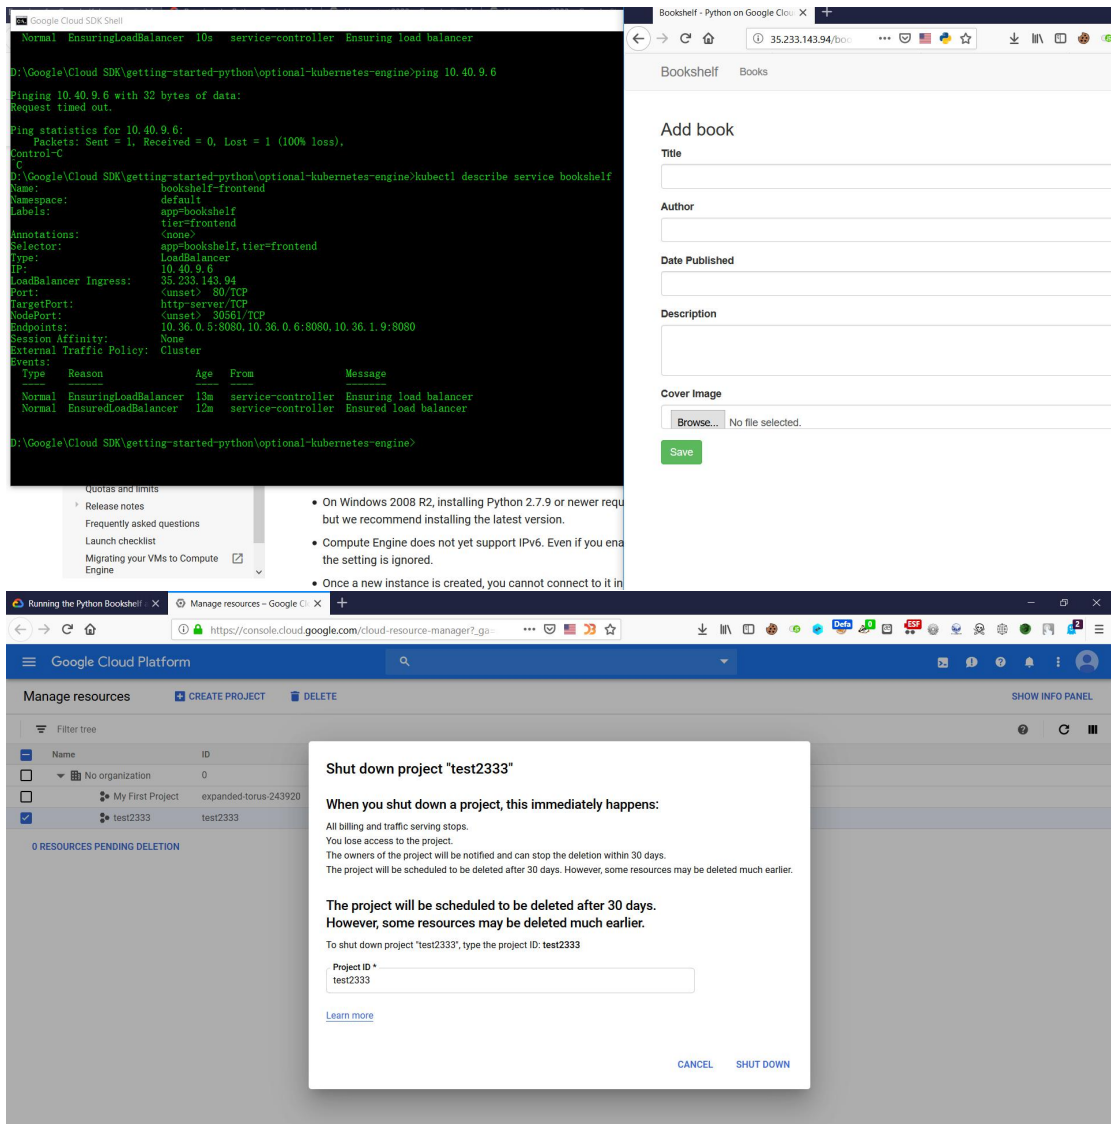 Google Cloud SDK Shell
Normal EnsuringLoadBalancer 10s service-controller Ensuring load balancer
D:\Google\Cloud SDK\getting-started-python\optional-kubernetes-engine>ping 10.40.9.6
Pinging 10.40.9.6 with 32 bytes of data:
Request timed out.
Ping statistics for 10.40.9.6:
Packets: Sent = 1, Received = 0, Lost = 1 (100% loss),
Control-C
^C
D:\Google\Cloud SDK\getting-started-python\optional-kubernetes-engine>kubectl describe service bookshelf
Name: bookshelf-frontend
Namespace: default
Labels: app=bookshelf
tier=frontend
Annotations: <none>
Selector: app=bookshelf,tier=frontend
Type: LoadBalancer
IP: 10.40.9.6
LoadBalancer Ingress: 35.233.143.94
Port: <unset> 80/TCP
TargetPort: http-server/TCP
NodePort: <unset> 30561/TCP
Endpoints: 10.36.0.5:8080,10.36.0.6:8080,10.36.1.9:8080
Session Affinity: None
External Traffic Policy: Cluster
Events:
Type Reason Age From Message
---- ------ ---- ---- -------
Normal EnsuringLoadBalancer 13m service-controller Ensuring load balancer
Normal EnsuredLoadBalancer 12m service-controller Ensured load balancer
D:\Google\Cloud SDK\getting-started-python\optional-kubernetes-engine>
Bookshelf - Python on Google Clou
35.233.143.94/boo
Bookshelf Books
Add book
Title
Author
Date Published
Description
Cover Image
Browse... No file selected.
Save
Quotas and limits
Release notes
Frequently asked questions
Launch checklist
Migrating your VMs to Compute
Engine
• On Windows 2008 R2, installing Python 2.7.9 or newer requ
but we recommend installing the latest version.
• Compute Engine does not yet support IPv6. Even if you ena
the setting is ignored.
• Once a new instance is created, you cannot connect to it in
Running the Python Bookshelf Manage resources – Google Cl
https://console.cloud.google.com/cloud-resource-manager?_ga=
Defa 0 ESF 2
Google Cloud Platform
Manage resources CREATE PROJECT DELETE SHOW INFO PANEL
Filter tree
Name ID
No organization 0
My First Project expanded-torus-243920
test2333 test2333
0 RESOURCES PENDING DELETION
Shut down project "test2333"
When you shut down a project, this immediately happens:
All billing and traffic serving stops.
You lose access to the project.
The owners of the project will be notified and can stop the deletion within 30 days.
The project will be scheduled to be deleted after 30 days. However, some resources may be deleted much earlier.
The project will be scheduled to be deleted after 30 days.
However, some resources may be deleted much earlier.
To shut down project "test2333", type the project ID: test2333
Project ID *
test2333
Learn more
CANCEL SHUT DOWN